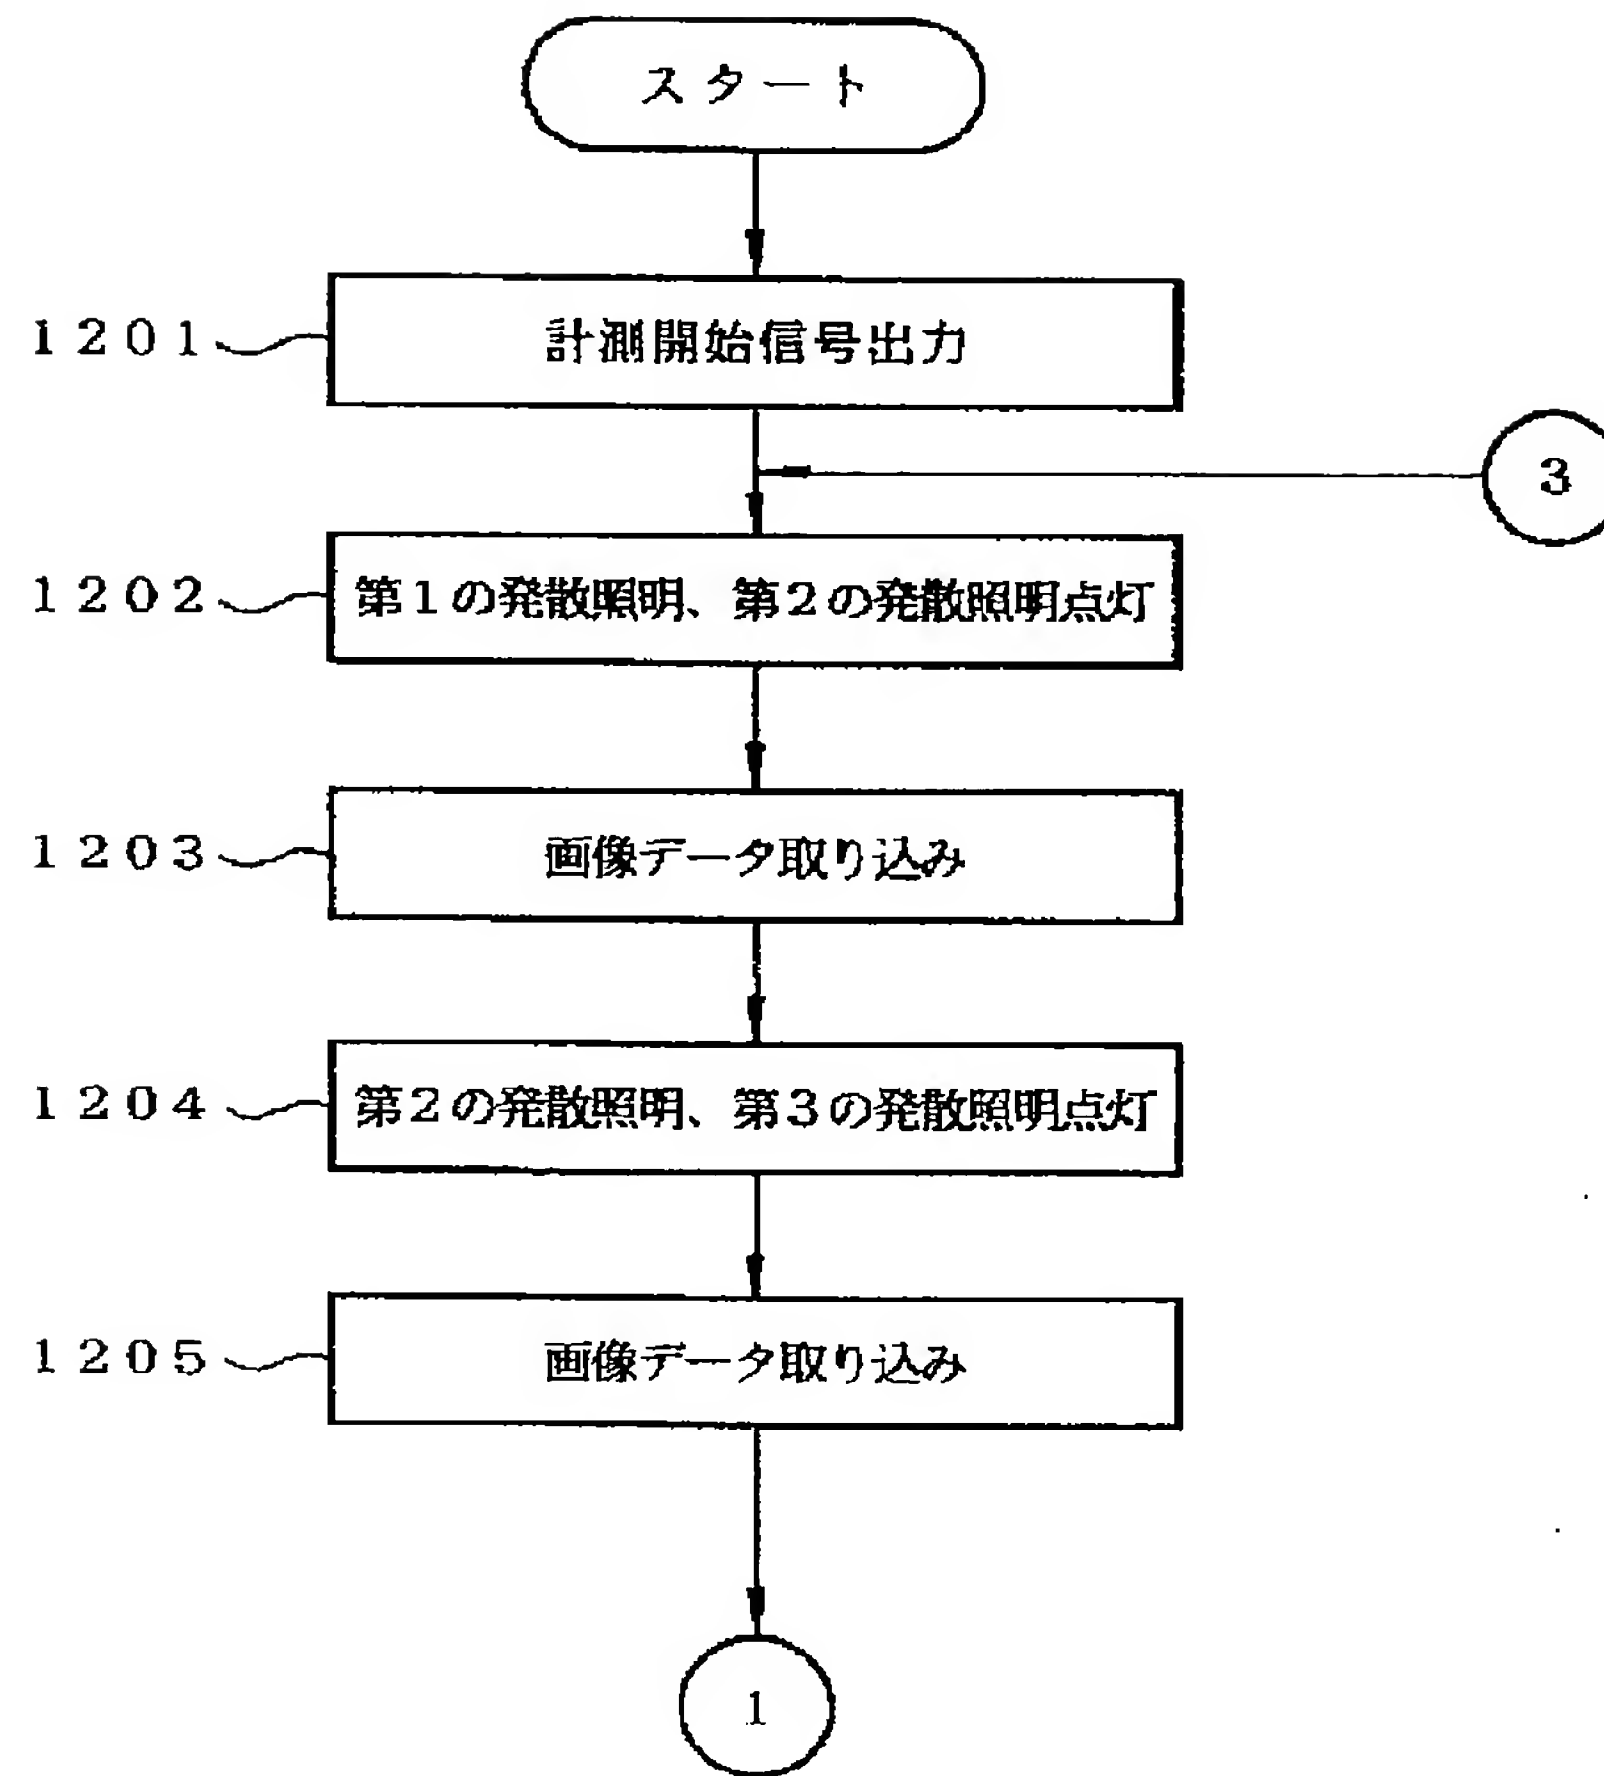 スタート
1201 計測開始信号出力
3
1202 第1の発散照明、第2の発散照明点灯
1203 画像データ取り込み
1204 第2の発散照明、第3の発散照明点灯
1205 画像データ取り込み
1